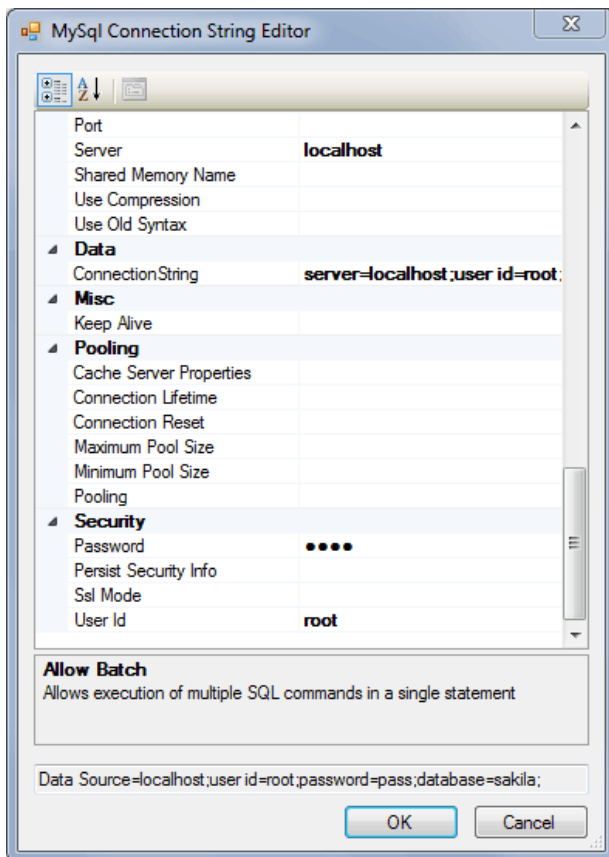 MySql Connection String Editor
Port
Server localhost
Shared Memory Name
Use Compression
Use Old Syntax
Data
ConnectionString server=localhost;user id=root;
Misc
Keep Alive
Pooling
Cache Server Properties
Connection Lifetime
Connection Reset
Maximum Pool Size
Minimum Pool Size
Pooling
Security
Password ●●●●
Persist Security Info
Ssl Mode
User Id root
Allow Batch
Allows execution of multiple SQL commands in a single statement
Data Source=localhost;user id=root;password=pass;database=sakila;
OK Cancel